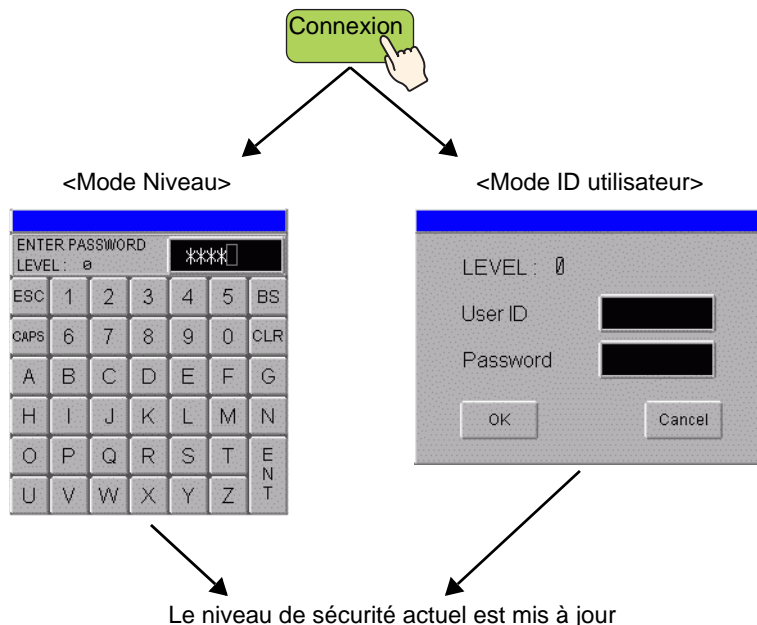 Connexion
<Mode Niveau>
<Mode ID utilisateur>
ENTER PASSWORD
LEVEL : 0
****
ESC 1 2 3 4 5 BS
CAPS 6 7 8 9 0 CLR
A B C D E F G
H I J K L M N
O P Q R S T ENT
U V W X Y Z
LEVEL : 0
User ID
Password
OK Cancel
Le niveau de sécurité actuel est mis à jour